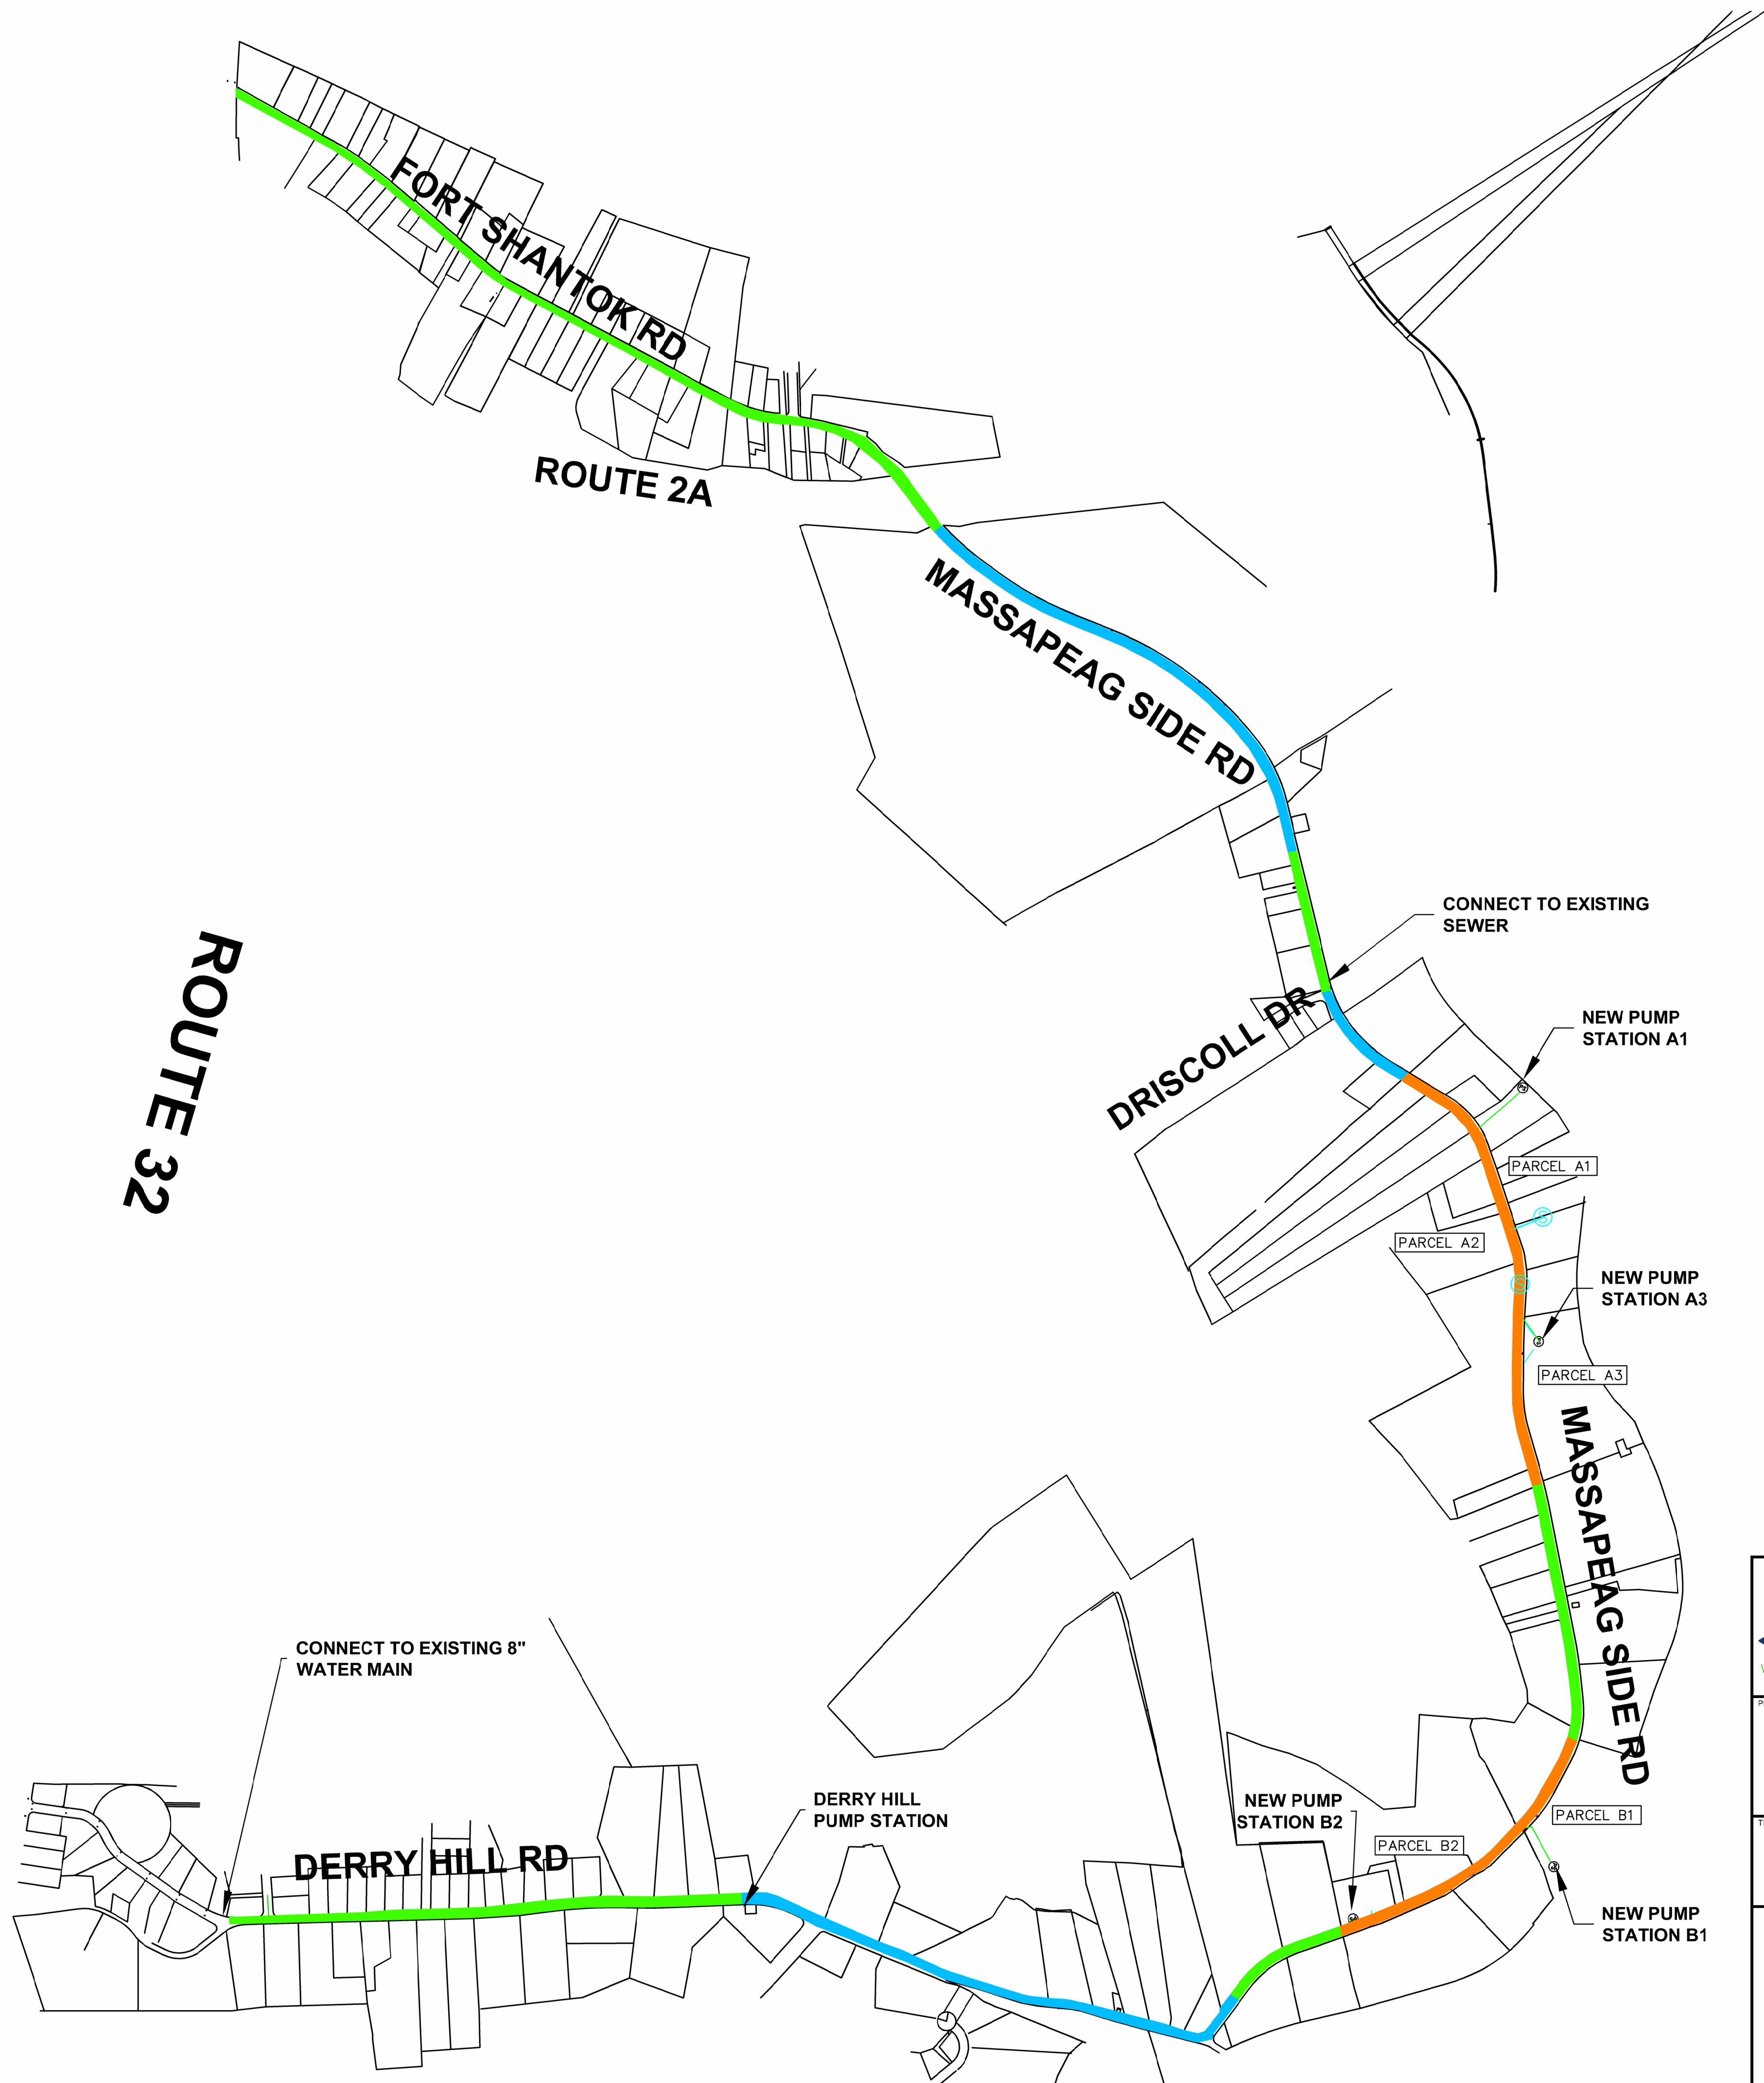 FORT SHANTOK RD
ROUTE 2A
MASSAPEAG SIDE RD
CONNECT TO EXISTING
SEWER
ROUTE 32
DRISCOLL DR
NEW PUMP
STATION A1
PARCEL A1
PARCEL A2
NEW PUMP
STATION A3
PARCEL A3
MASSAPEAG SIDE RD
CONNECT TO EXISTING 8"
WATER MAIN
DERRY HILL
PUMP STATION
NEW PUMP
STATION B2
PARCEL B1
PARCEL B2
DERRY HILL RD
NEW PUMP
STATION B1